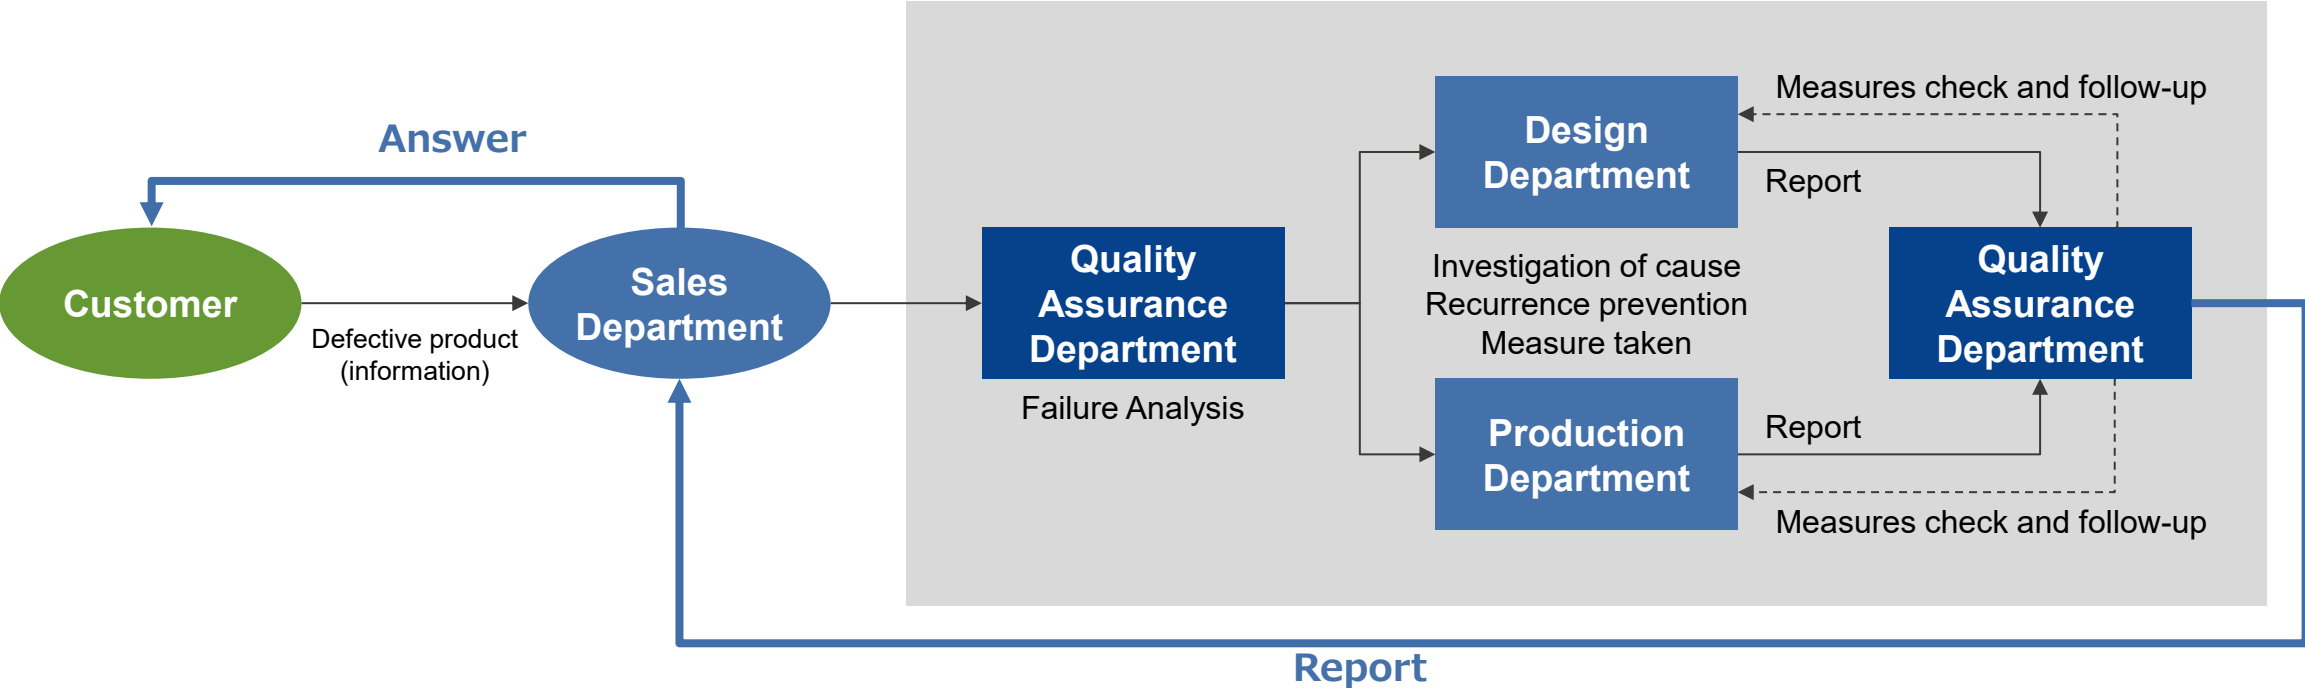 Answer
Customer
Defective product
(information)
Sales
Department
Quality
Assurance
Department
Failure Analysis
Design
Department
Investigation of cause
Recurrence prevention
Measure taken
Production
Department
Measures check and follow-up
Report
Quality
Assurance
Department
Report
Measures check and follow-up
Report